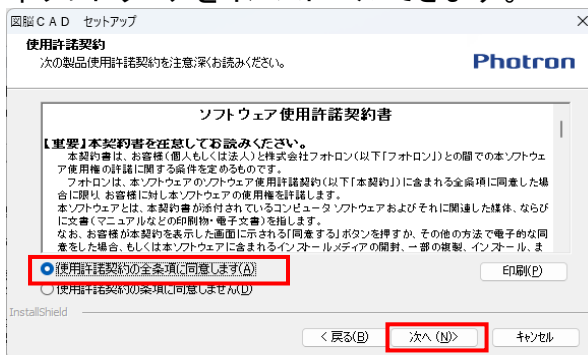 図脳CAD セットアップ
使用許諾契約
次の製品使用許諾契約を注意深くお読みください。
Photron
ソフトウェア使用許諾契約書
【重要】本契約書を注意してお読みください。
本契約書は、お客様(個人もしくは法人)と株式会社フォトロン(以下「フォトロン」)との間での本ソフトウェ
ア使用権の許諾に関する条件を定めるものです。
フォトロンは、本ソフトウェアのソフトウェア使用許諾契約(以下「本契約」)に含まれる全条項に同意した場
合に限り、お客様に対し本ソフトウェアの使用権を許諾します。
本ソフトウェアとは、本契約書が添付されているコンピュータ ソフトウェアおよびそれに関連した媒体、ならび
に文書(マニュアルなどの印刷物・電子文書)を指します。
なお、お客様が契約を表示した画面に示される「同意する」ボタンを押すか、その他の方法で電子的な同
意をした場合、もしくは本ソフトウェアに含まれるインストールメディアの開封、一部の複製、インストール、ま
使用許諾契約の全条項に同意します(A)
印刷(P)
使用許諾契約の条項に同意しません(D)
InstallShield
< 戻る(B)
次へ (N)>
キャンセル